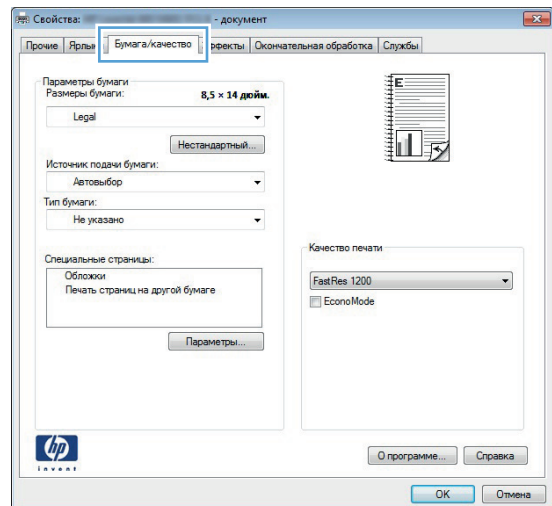 Свойства: - документ
Прочие Ярлы Бумага/качество ффекты Окончательная обработка Службы
Параметры бумаги
Размеры бумаги: 8,5 × 14 дюйм.
Legal
Нестандартный...
Источник подачи бумаги:
Автовыбор
Тип бумаги:
Не указано
Специальные страницы:
Обложки
Печать страниц на другой бумаге
Параметры...
E
Качество печати
FastRes 1200
EconoMode
hp
invent
О программе... Справка
OK Отмена